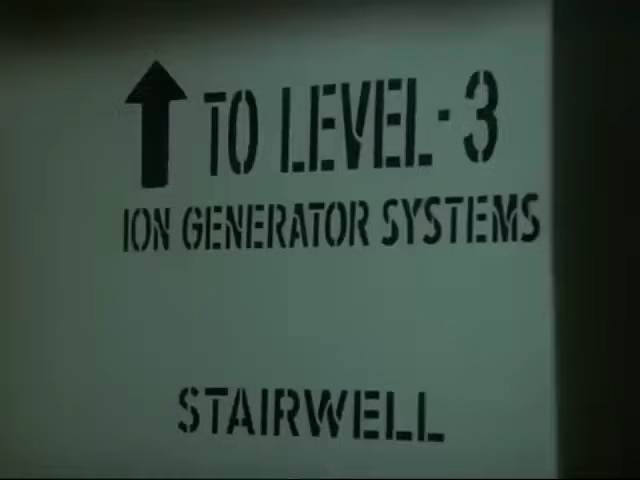 TO LEVEL-3
ION GENERATOR SYSTEMS
STAIRWELL